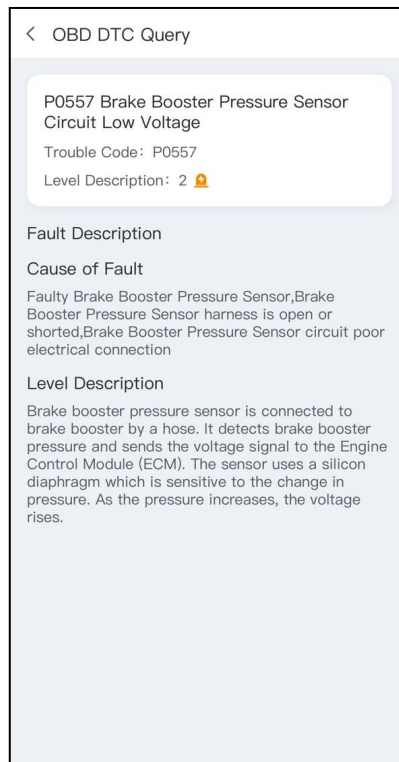 OBD DTC Query
P0557 Brake Booster Pressure Sensor
Circuit Low Voltage
Trouble Code: P0557
Level Description: 2
Fault Description
Cause of Fault
Faulty Brake Booster Pressure Sensor,Brake
Booster Pressure Sensor harness is open or
shorted,Brake Booster Pressure Sensor circuit poor
electrical connection
Level Description
Brake booster pressure sensor is connected to
brake booster by a hose. It detects brake booster
pressure and sends the voltage signal to the Engine
Control Module (ECM). The sensor uses a silicon
diaphragm which is sensitive to the change in
pressure. As the pressure increases, the voltage
rises.